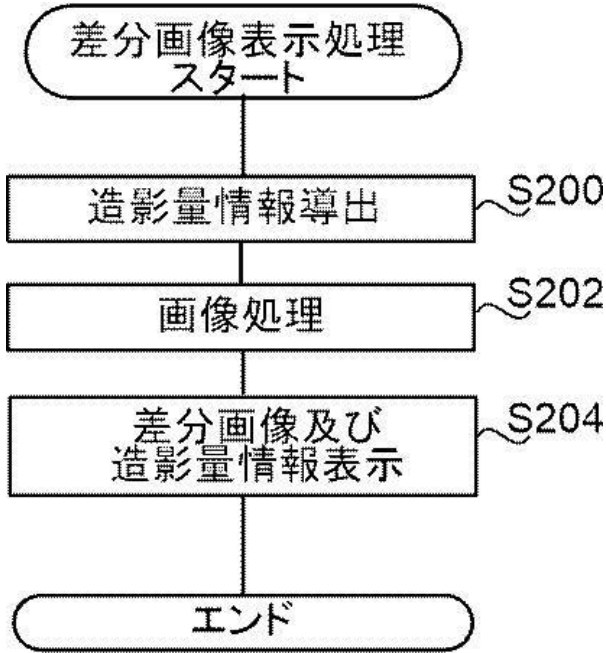 差分画像表示処理
スタート
造影量情報導出
S200
画像処理
S202
差分画像及び
造影量情報表示
S204
エンド